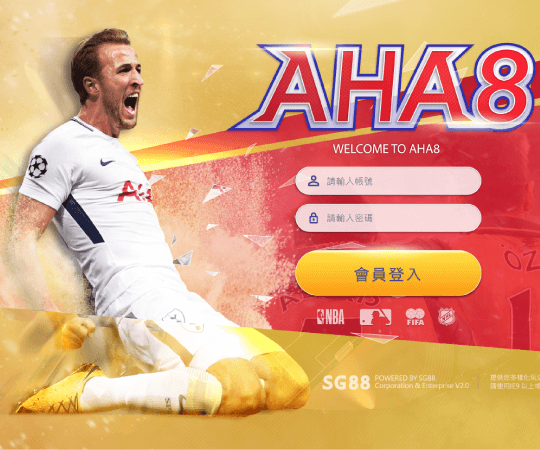 AHA8
WELCOME TO AHA8
請輸入帳號
請輸入密碼
會員登入
NBA
FIFA
AIA
SG88
POWERED BY SG88
Corporation & Enterprise V2.0